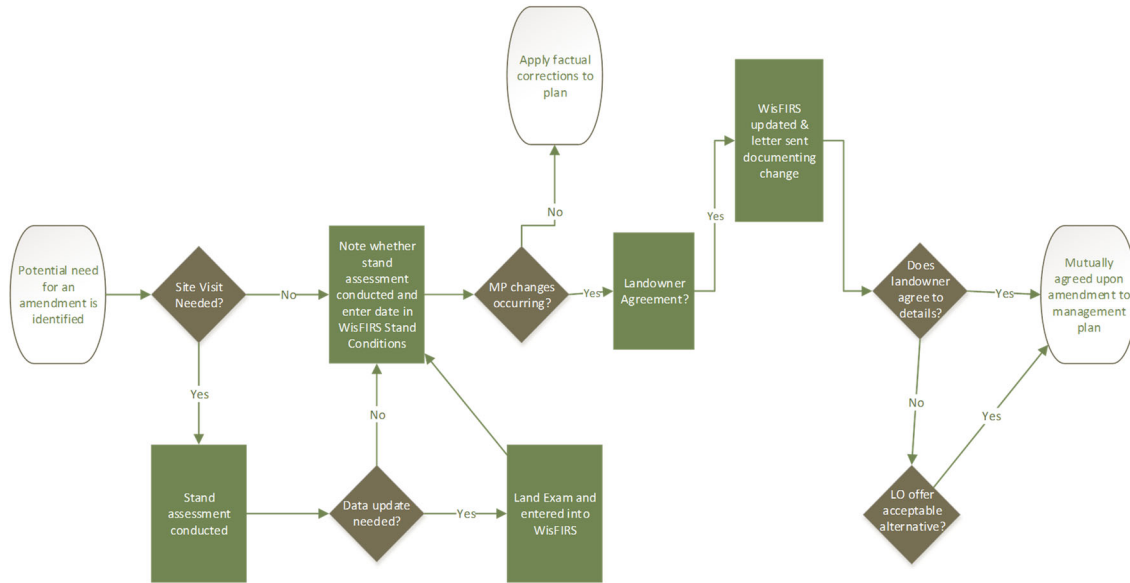 Potential need
for an
amendment is
identified
Site Visit
Needed?
No
Yes
Stand
assessment
conducted
Data update
needed?
No
Yes
Land Exam and
entered into
WisFIRS
Note whether
stand
assessment
conducted and
enter date in
WisFIRS Stand
Conditions
MP changes
occurring?
No
Apply factual
corrections to
plan
Yes
Landowner
Agreement?
Yes
WisFIRS
updated &
letter sent
documenting
change
Does
landowner
agree to
details?
Yes
No
LO offer
acceptable
alternative?
Yes
Mutually
agreed upon
amendment to
management
plan